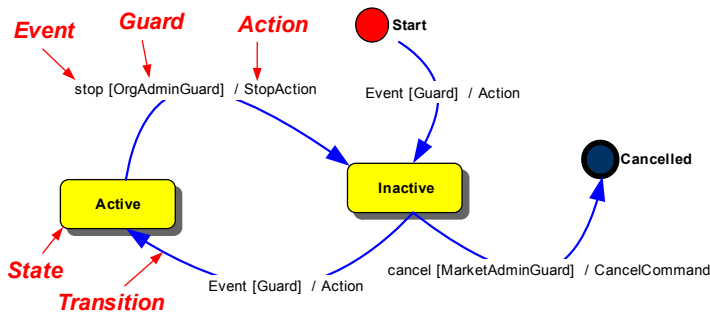 Event
Guard
Action
Start
stop [OrgAdminGuard] / StopAction
Event [Guard] / Action
Cancelled
Active
Inactive
State
Transition
Event [Guard] / Action
cancel [MarketAdminGuard] / CancelCommand